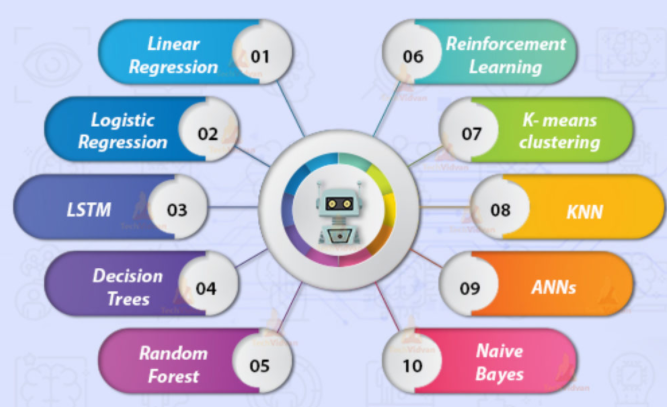 Linear
Regression
01
Logistic
Regression
02
LSTM
03
Decision
Trees
04
Random
Forest
05
06
Reinforcement
Learning
07
K- means
clustering
08
KNN
09
ANNs
10
Naive
Bayes